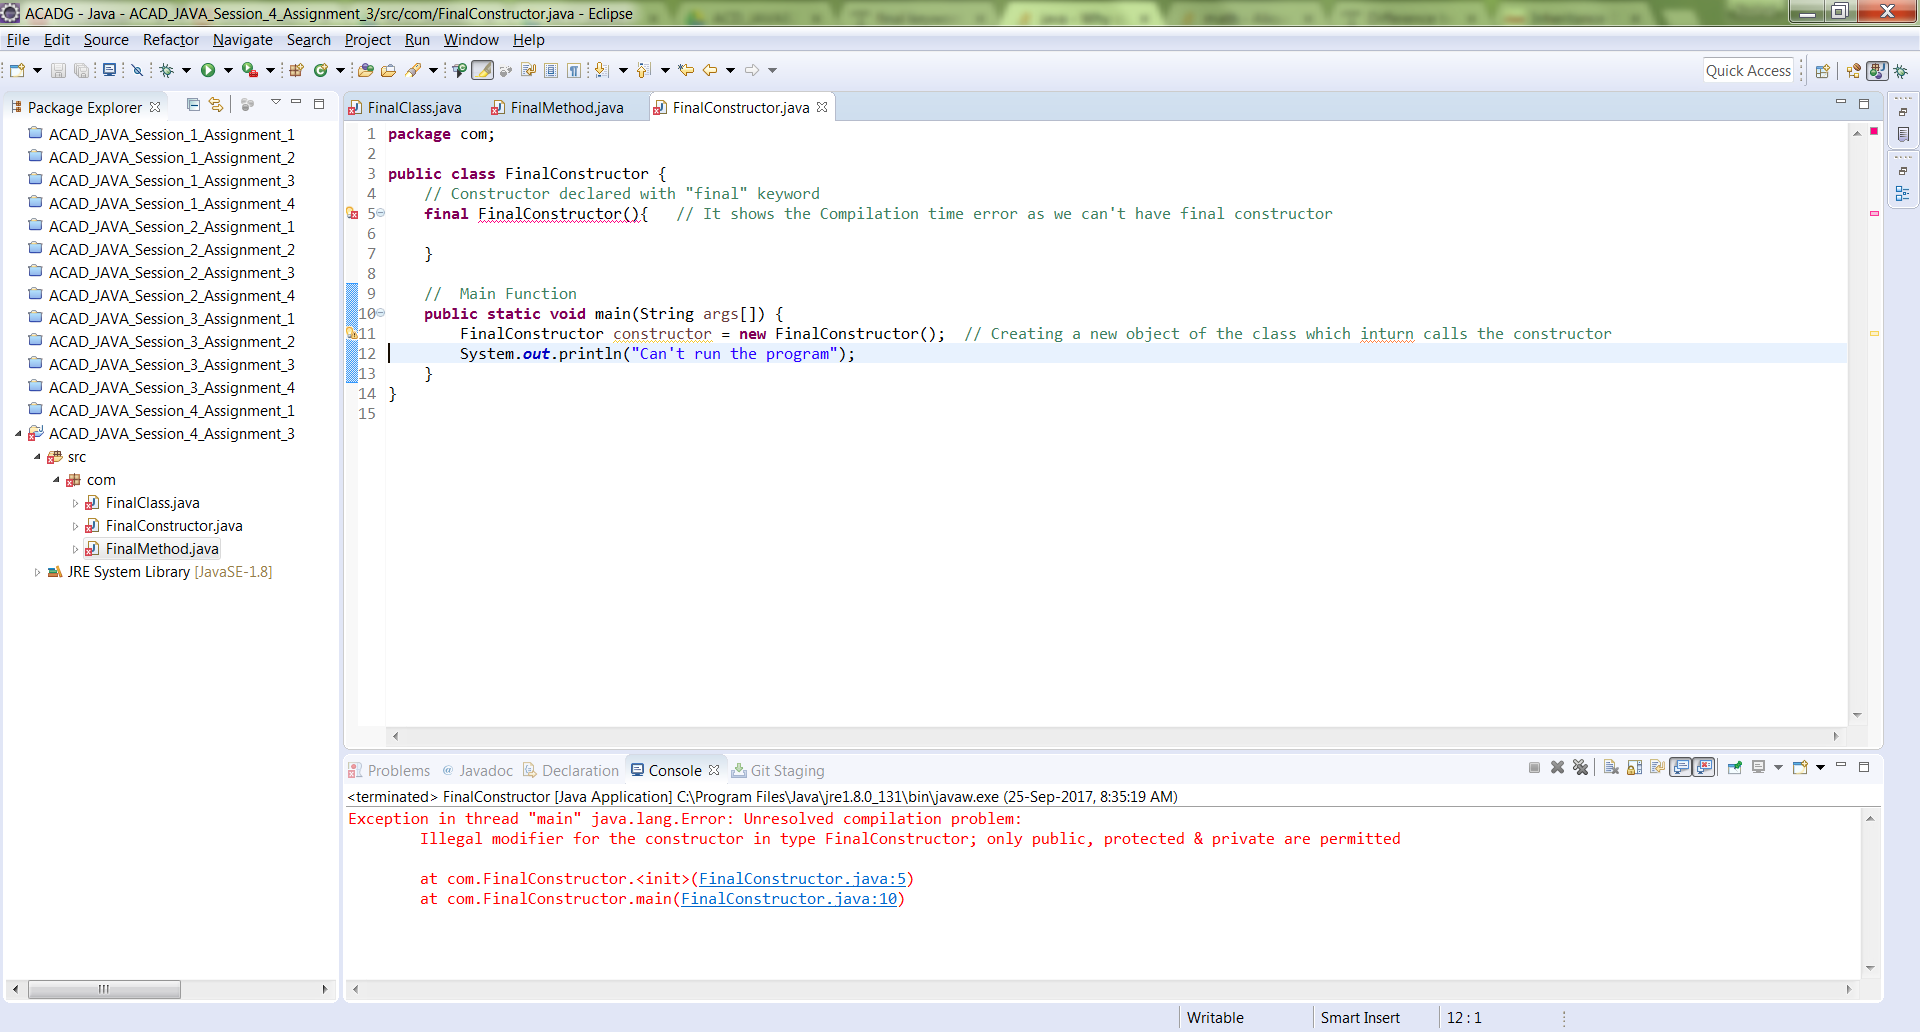 ACADG - Java - ACAD_JAVA_Session_4_Assignment_3/src/com/FinalConstructor.java - Eclipse
File Edit Source Refactor Navigate Search Project Run Window Help
Quick Access
Package Explorer
ACAD_JAVA_Session_1_Assignment_1
ACAD_JAVA_Session_1_Assignment_2
ACAD_JAVA_Session_1_Assignment_3
ACAD_JAVA_Session_1_Assignment_4
ACAD_JAVA_Session_2_Assignment_1
ACAD_JAVA_Session_2_Assignment_2
ACAD_JAVA_Session_2_Assignment_3
ACAD_JAVA_Session_2_Assignment_4
ACAD_JAVA_Session_3_Assignment_1
ACAD_JAVA_Session_3_Assignment_2
ACAD_JAVA_Session_3_Assignment_3
ACAD_JAVA_Session_3_Assignment_4
ACAD_JAVA_Session_4_Assignment_1
ACAD_JAVA_Session_4_Assignment_3
src
com
FinalClass.java
FinalConstructor.java
FinalMethod.java
JRE System Library [JavaSE-1.8]
FinalClass.java FinalMethod.java FinalConstructor.java
1 package com;
2
3 public class FinalConstructor {
4 // Constructor declared with "final" keyword
5 final FinalConstructor(){ // It shows the Compilation time error as we can't have final constructor
6
7 }
8
9 // Main Function
10 public static void main(String args[]) {
11 FinalConstructor constructor = new FinalConstructor(); // Creating a new object of the class which inturn calls the constructor
12 System.out.println("Can't run the program");
13 }
14 }
15
Problems @ Javadoc Declaration Console Git Staging
<terminated> FinalConstructor [Java Application] C:\Program Files\Java\jre1.8.0_131\bin\javaw.exe (25-Sep-2017, 8:35:19 AM)
Exception in thread "main" java.lang.Error: Unresolved compilation problem:
Illegal modifier for the constructor in type FinalConstructor; only public, protected & private are permitted
at com.FinalConstructor.<init>(FinalConstructor.java:5)
at com.FinalConstructor.main(FinalConstructor.java:10)
Writable Smart Insert 12 : 1